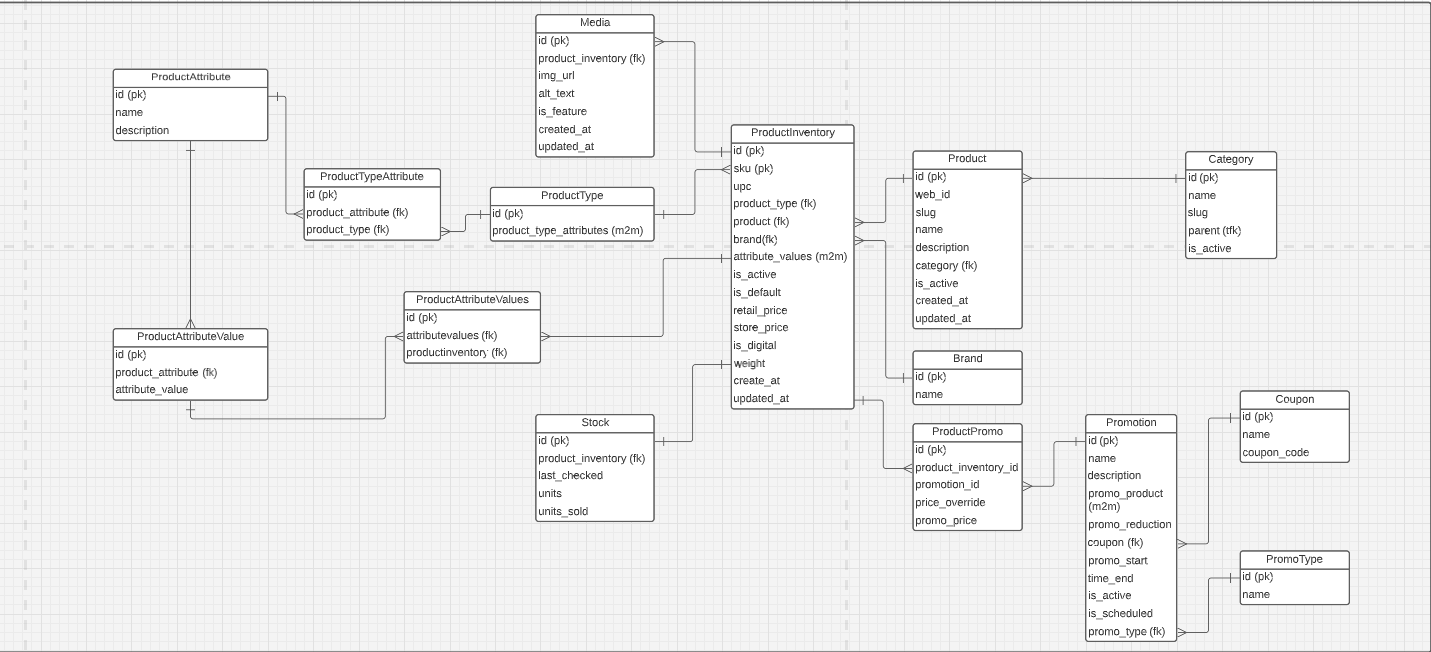 Media
id (pk)
product_inventory (fk)
img_url
alt_text
is_feature
created_at
updated_at
ProductAttribute
id (pk)
name
description
ProductTypeAttribute
id (pk)
product_attribute (fk)
product_type (fk)
ProductType
id (pk)
product_type_attributes (m2m)
ProductInventory
id (pk)
sku (pk)
upc
product_type (fk)
product (fk)
brand(fk)
attribute_values (m2m)
is_active
is_default
retail_price
store_price
is_digital
weight
create_at
updated_at
Product
id (pk)
web_id
slug
name
description
category (fk)
is_active
created_at
updated_at
Category
id (pk)
name
slug
parent (tfk)
is_active
ProductAttributeValues
id (pk)
attributevalues (fk)
productinventory (fk)
ProductAttributeValue
id (pk)
product_attribute (fk)
attribute_value
Stock
id (pk)
product_inventory (fk)
last_checked
units
units_sold
Brand
id (pk)
name
ProductPromo
id (pk)
product_inventory_id
promotion_id
price_override
promo_price
Promotion
id (pk)
name
description
promo_product
(m2m)
promo_reduction
coupon (fk)
promo_start
time_end
is_active
is_scheduled
promo_type (fk)
Coupon
id (pk)
name
coupon_code
PromoType
id (pk)
name